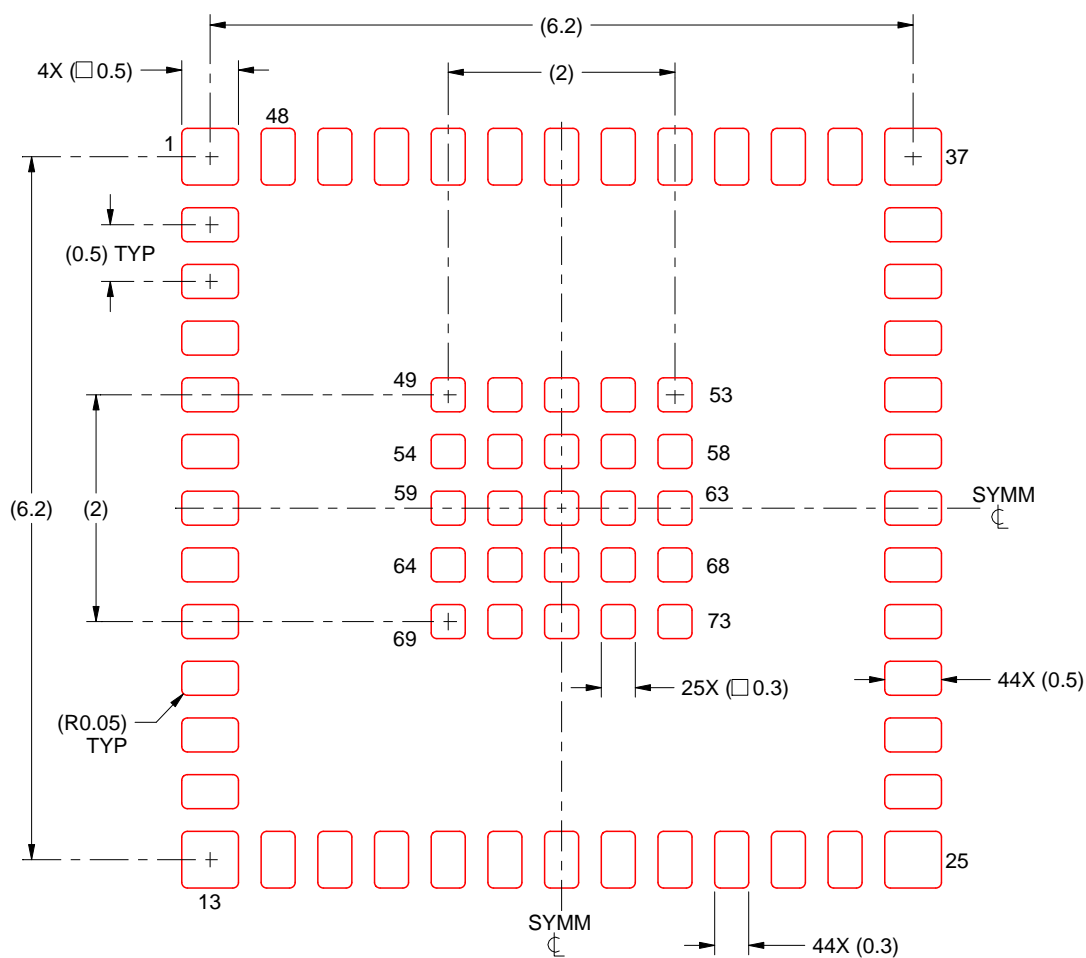 (6.2)
4X (□ 0.5)
(2)
48
1
37
(0.5) TYP
49
53
54
58
59
63
SYMM
℄
(6.2)
(2)
64
68
69
73
25X (□ 0.3)
44X (0.5)
(R0.05)
TYP
25
13
SYMM
℄
44X (0.3)